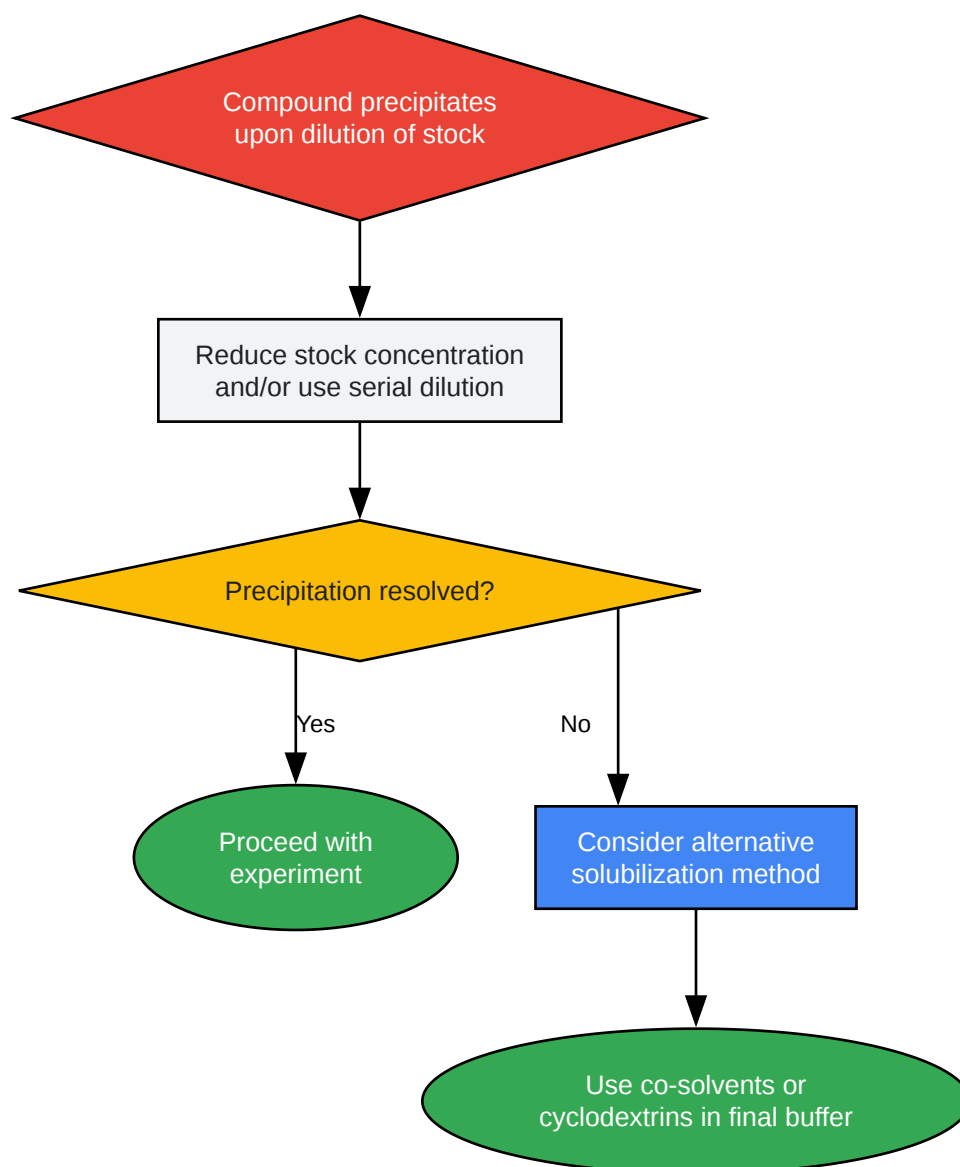 Compound precipitates
upon dilution of stock
Reduce stock concentration
and/or use serial dilution
Precipitation resolved?
Yes
No
Proceed with
experiment
Consider alternative
solubilization method
Use co-solvents or
cyclodextrins in final buffer